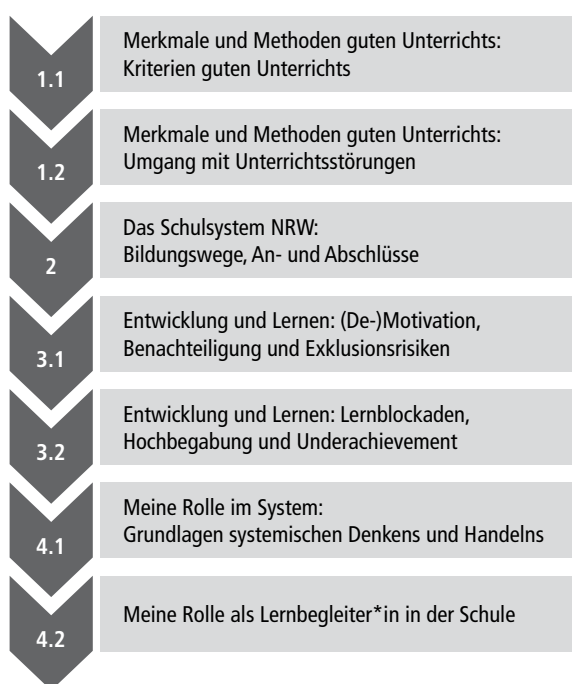 1.1
Merkmale und Methoden guten Unterrichts:
Kriterien guten Unterrichts
1.2
Merkmale und Methoden guten Unterrichts:
Umgang mit Unterrichtsstörungen
2
Das Schulsystem NRW:
Bildungswege, An- und Abschlüsse
3.1
Entwicklung und Lernen: (De-)Motivation,
Benachteiligung und Exklusionsrisiken
3.2
Entwicklung und Lernen: Lernblockaden,
Hochbegabung und Underachievement
4.1
Meine Rolle im System:
Grundlagen systemischen Denkens und Handelns
4.2
Meine Rolle als Lernbegleiter*in in der Schule